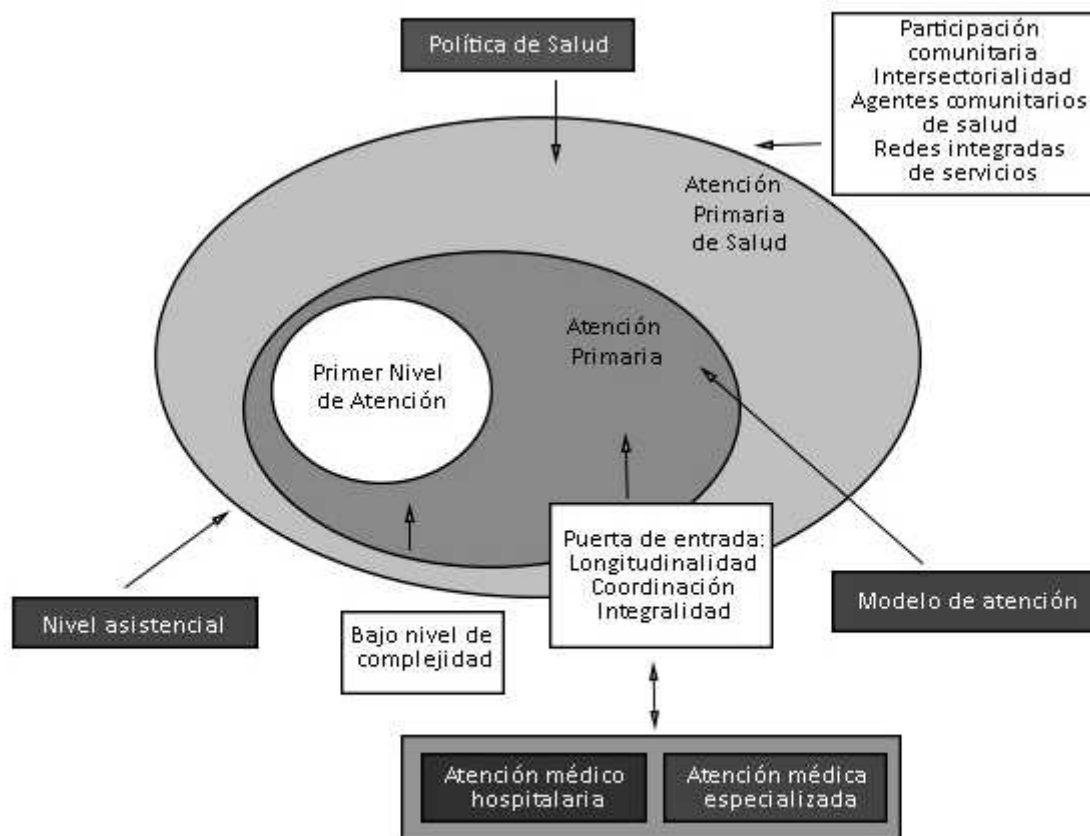 Política de Salud
Participación
comunitaria
Intersectorialidad
Agentes comunitarios
de salud
Redes integradas
de servicios
Atención
Primaria
de Salud
Atención
Primaria
Primer Nivel
de Atención
Puerta de entrada:
Longitudinalidad
Coordinación
Integralidad
Modelo de atención
Nivel asistencial
Bajo nivel de
complejidad
Atención médico
hospitalaria
Atención médica
especializada